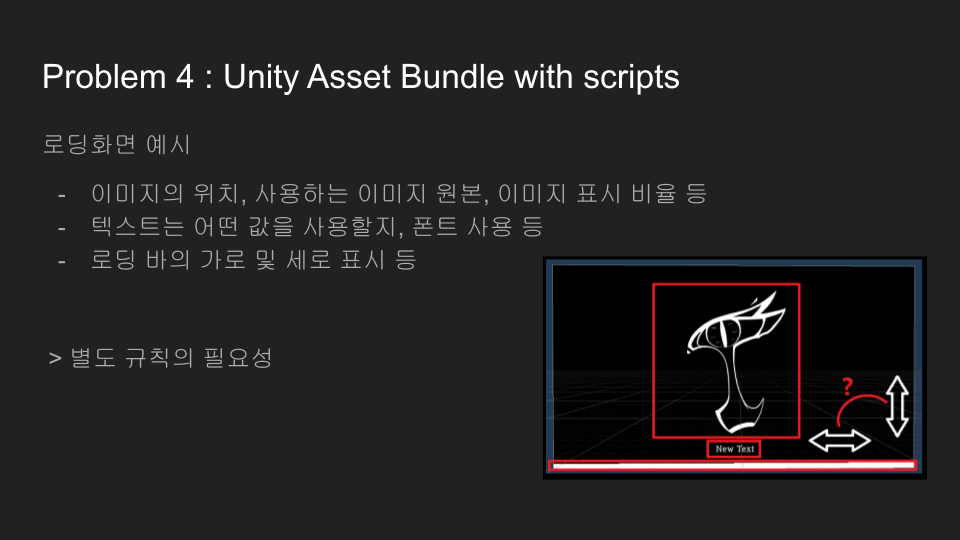 Problem 4 : Unity Asset Bundle with scripts
로딩화면 예시
- 이미지의 위치, 사용하는 이미지 원본, 이미지 표시 비율 등
- 텍스트는 어떤 값을 사용할지, 폰트 사용 등
- 로딩 바의 가로 및 세로 표시 등
> 별도 규칙의 필요성
?
New Text